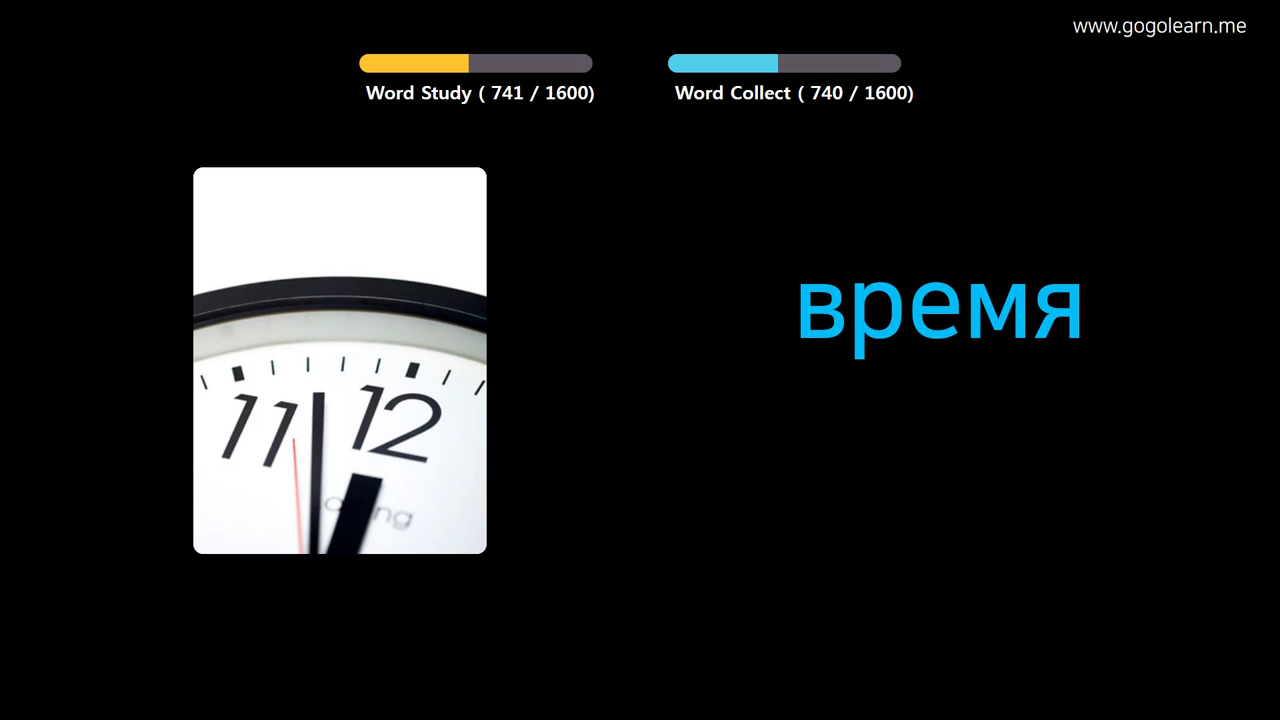 www.gogolearn.me
Word Study ( 741 / 1600)
Word Collect ( 740 / 1600)
время
11
12